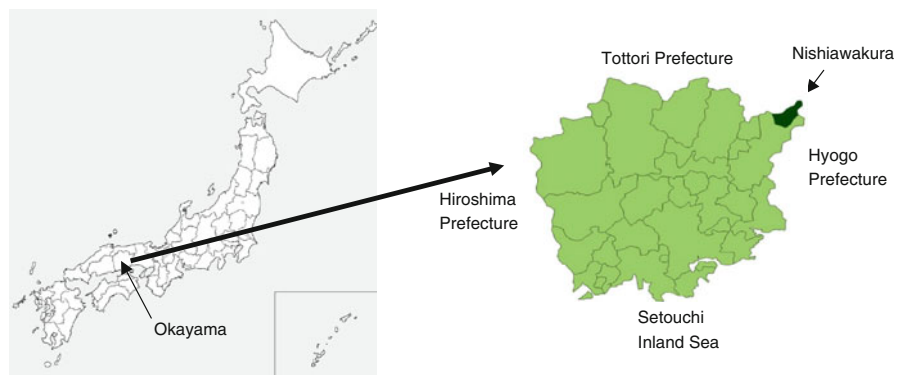 Tottori Prefecture
Nishiawakura
Hyogo
Prefecture
Hiroshima
Prefecture
Okayama
Setouchi
Inland Sea